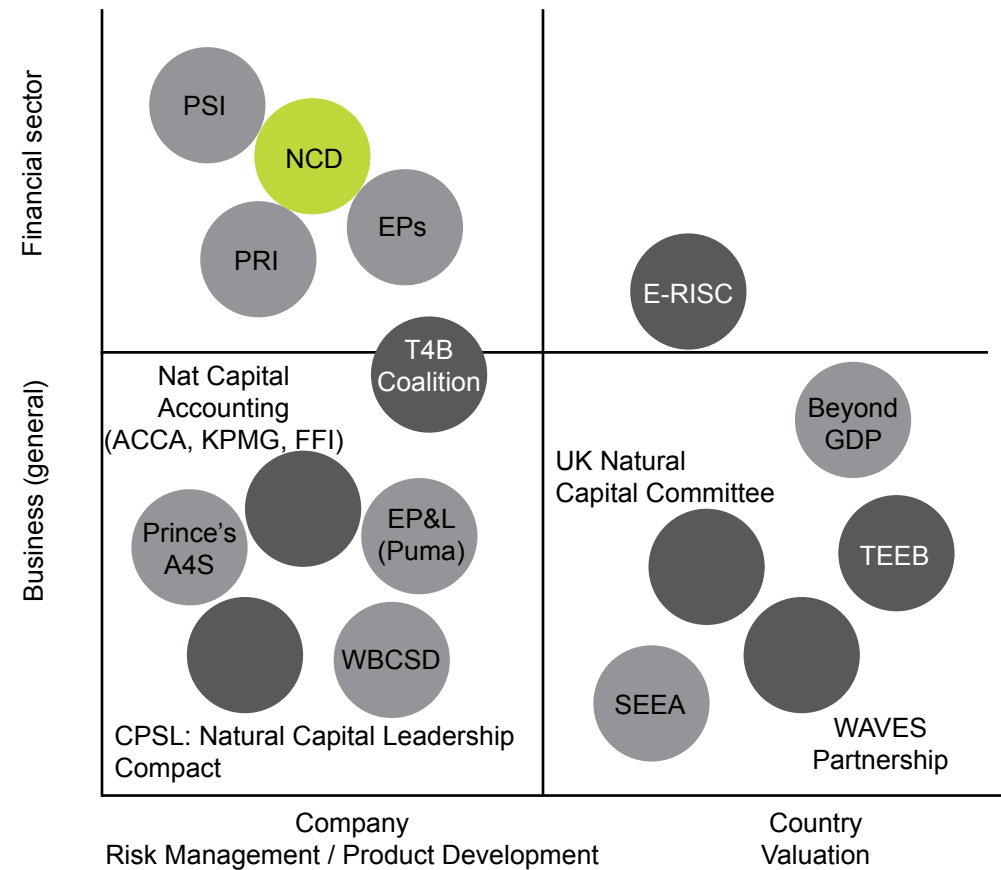 Financial sector
Business (general)
PSI
NCD
EPs
PRI
E-RISC
T4B
Coalition
Nat Capital
Accounting
(ACCA, KPMG, FFI)
Beyond
GDP
UK Natural
Capital Committee
Prince’s
A4S
EP&L
(Puma)
TEEB
WBCSD
SEEA
CPSL: Natural Capital Leadership
Compact
WAVES
Partnership
Company
Risk Management / Product Development
Country
Valuation